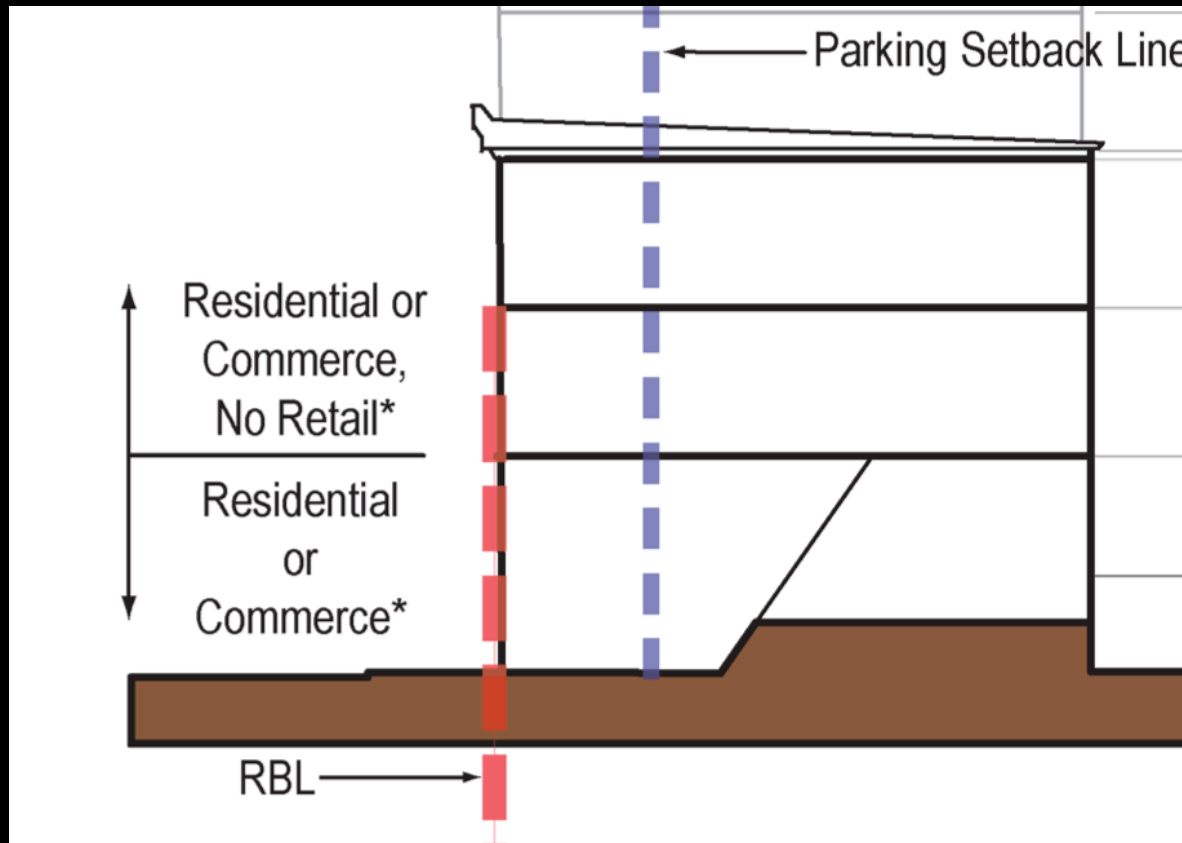 Parking Setback Line
Residential or
Commerce,
No Retail*
Residential
or
Commerce*
RBL